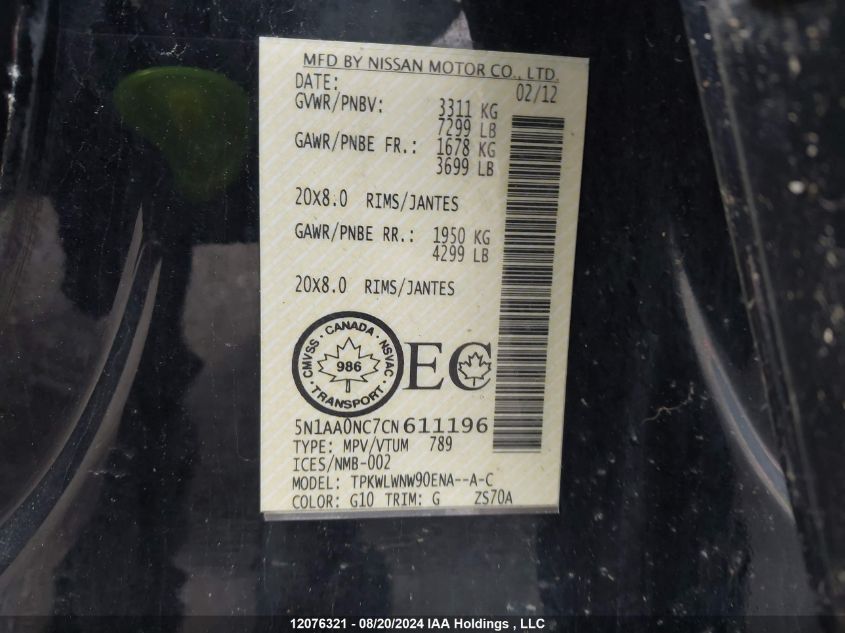 MFD BY NISSAN MOTOR CO., LTD.
DATE: 02/12
GVWR/PNBV: 3311 KG
7299 LB
GAWR/PNBE FR.: 1678 KG
3699 LB
20X8.0 RIMS/JANTES
GAWR/PNBE RR.: 1950 KG
4299 LB
20X8.0 RIMS/JANTES
CMVSS · CANADA · NSVAC · TRANSPORT ·
986
EC
5N1AA0NC7CN611196
TYPE: MPV/VTUM 789
ICES/NMB-002
MODEL: TPKWLWNW90ENA--A-C
COLOR: G10 TRIM: G ZS70A
12076321 - 08/20/2024 IAA Holdings , LLC